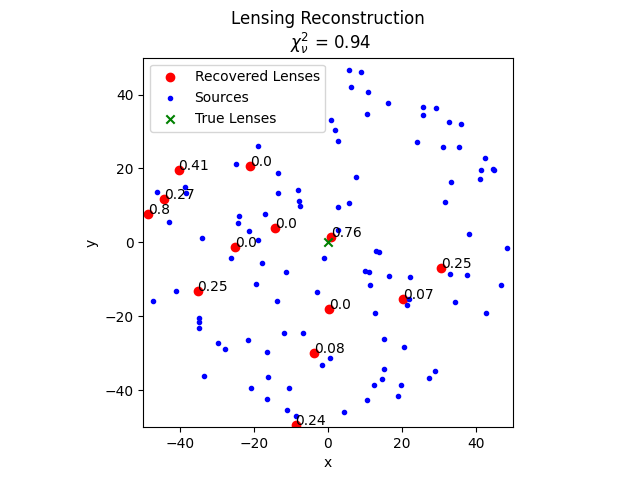 Lensing Reconstruction
χ²ᵥ = 0.94
Recovered Lenses
Sources
True Lenses
40
20
0
−20
−40
y
0.41
0.0
0.27
0.8
0.0
0.76
0.0
0.25
0.25
0.07
0.0
0.08
0.24
−40 −20 0 20 40
x